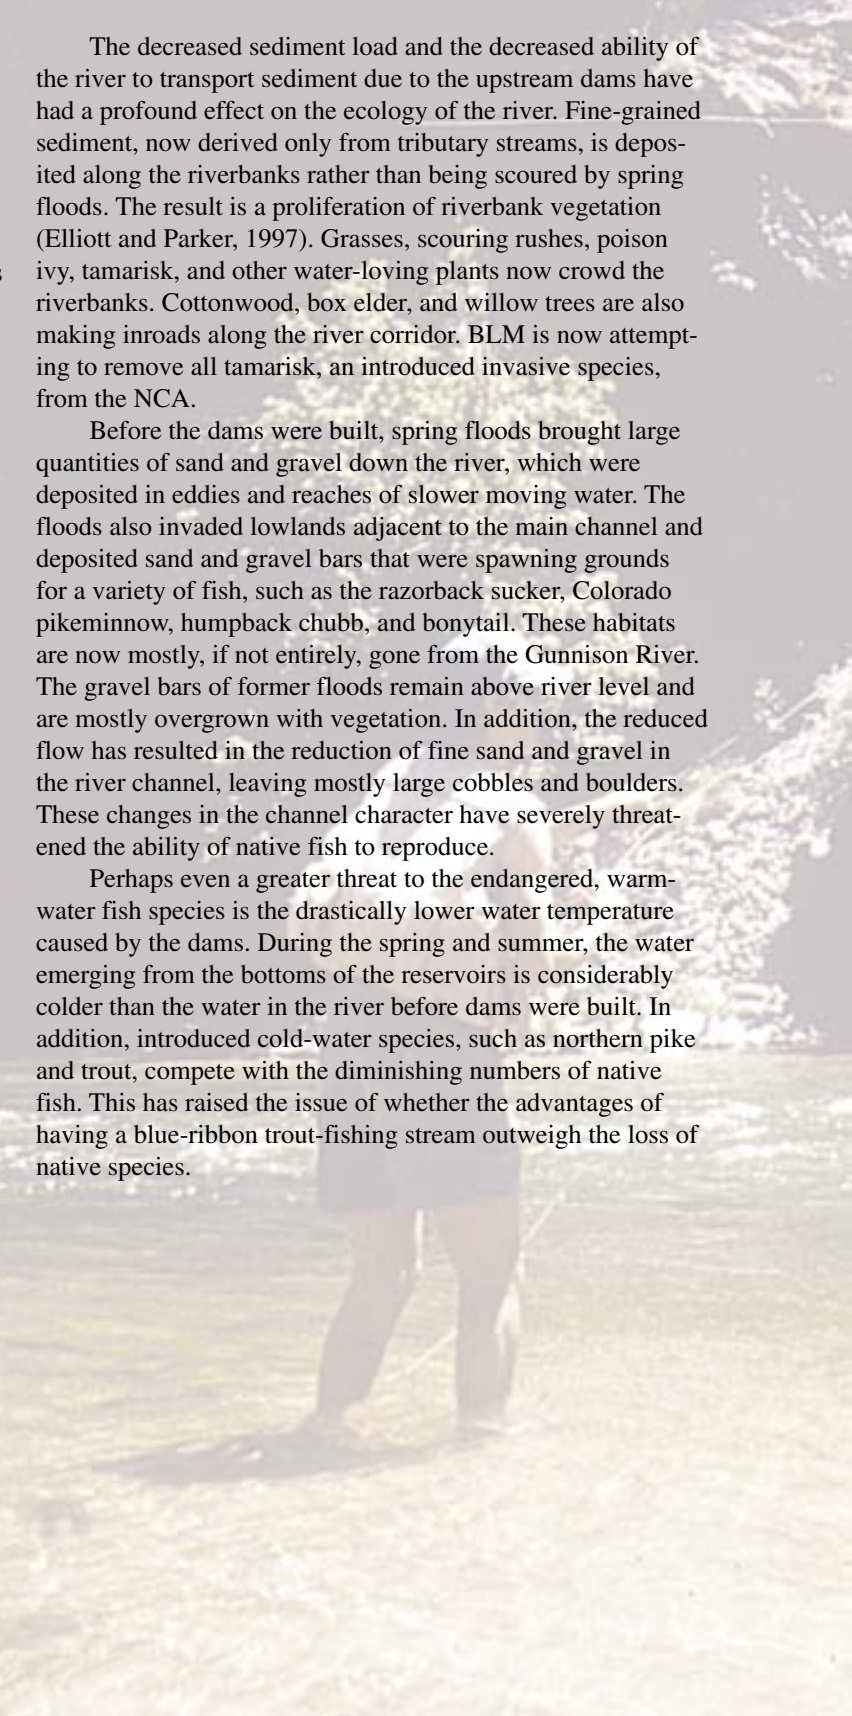 The decreased sediment load and the decreased ability of
the river to transport sediment due to the upstream dams have
had a profound effect on the ecology of the river. Fine-grained
sediment, now derived only from tributary streams, is depos-
ited along the riverbanks rather than being scoured by spring
floods. The result is a proliferation of riverbank vegetation
(Elliott and Parker, 1997). Grasses, scouring rushes, poison
ivy, tamarisk, and other water-loving plants now crowd the
riverbanks. Cottonwood, box elder, and willow trees are also
making inroads along the river corridor. BLM is now attempt-
ing to remove all tamarisk, an introduced invasive species,
from the NCA.
Before the dams were built, spring floods brought large
quantities of sand and gravel down the river, which were
deposited in eddies and reaches of slower moving water. The
floods also invaded lowlands adjacent to the main channel and
deposited sand and gravel bars that were spawning grounds
for a variety of fish, such as the razorback sucker, Colorado
pikeminnow, humpback chubb, and bonytail. These habitats
are now mostly, if not entirely, gone from the Gunnison River.
The gravel bars of former floods remain above river level and
are mostly overgrown with vegetation. In addition, the reduced
flow has resulted in the reduction of fine sand and gravel in
the river channel, leaving mostly large cobbles and boulders.
These changes in the channel character have severely threat-
ened the ability of native fish to reproduce.
Perhaps even a greater threat to the endangered, warm-
water fish species is the drastically lower water temperature
caused by the dams. During the spring and summer, the water
emerging from the bottoms of the reservoirs is considerably
colder than the water in the river before dams were built. In
addition, introduced cold-water species, such as northern pike
and trout, compete with the diminishing numbers of native
fish. This has raised the issue of whether the advantages of
having a blue-ribbon trout-fishing stream outweigh the loss of
native species.